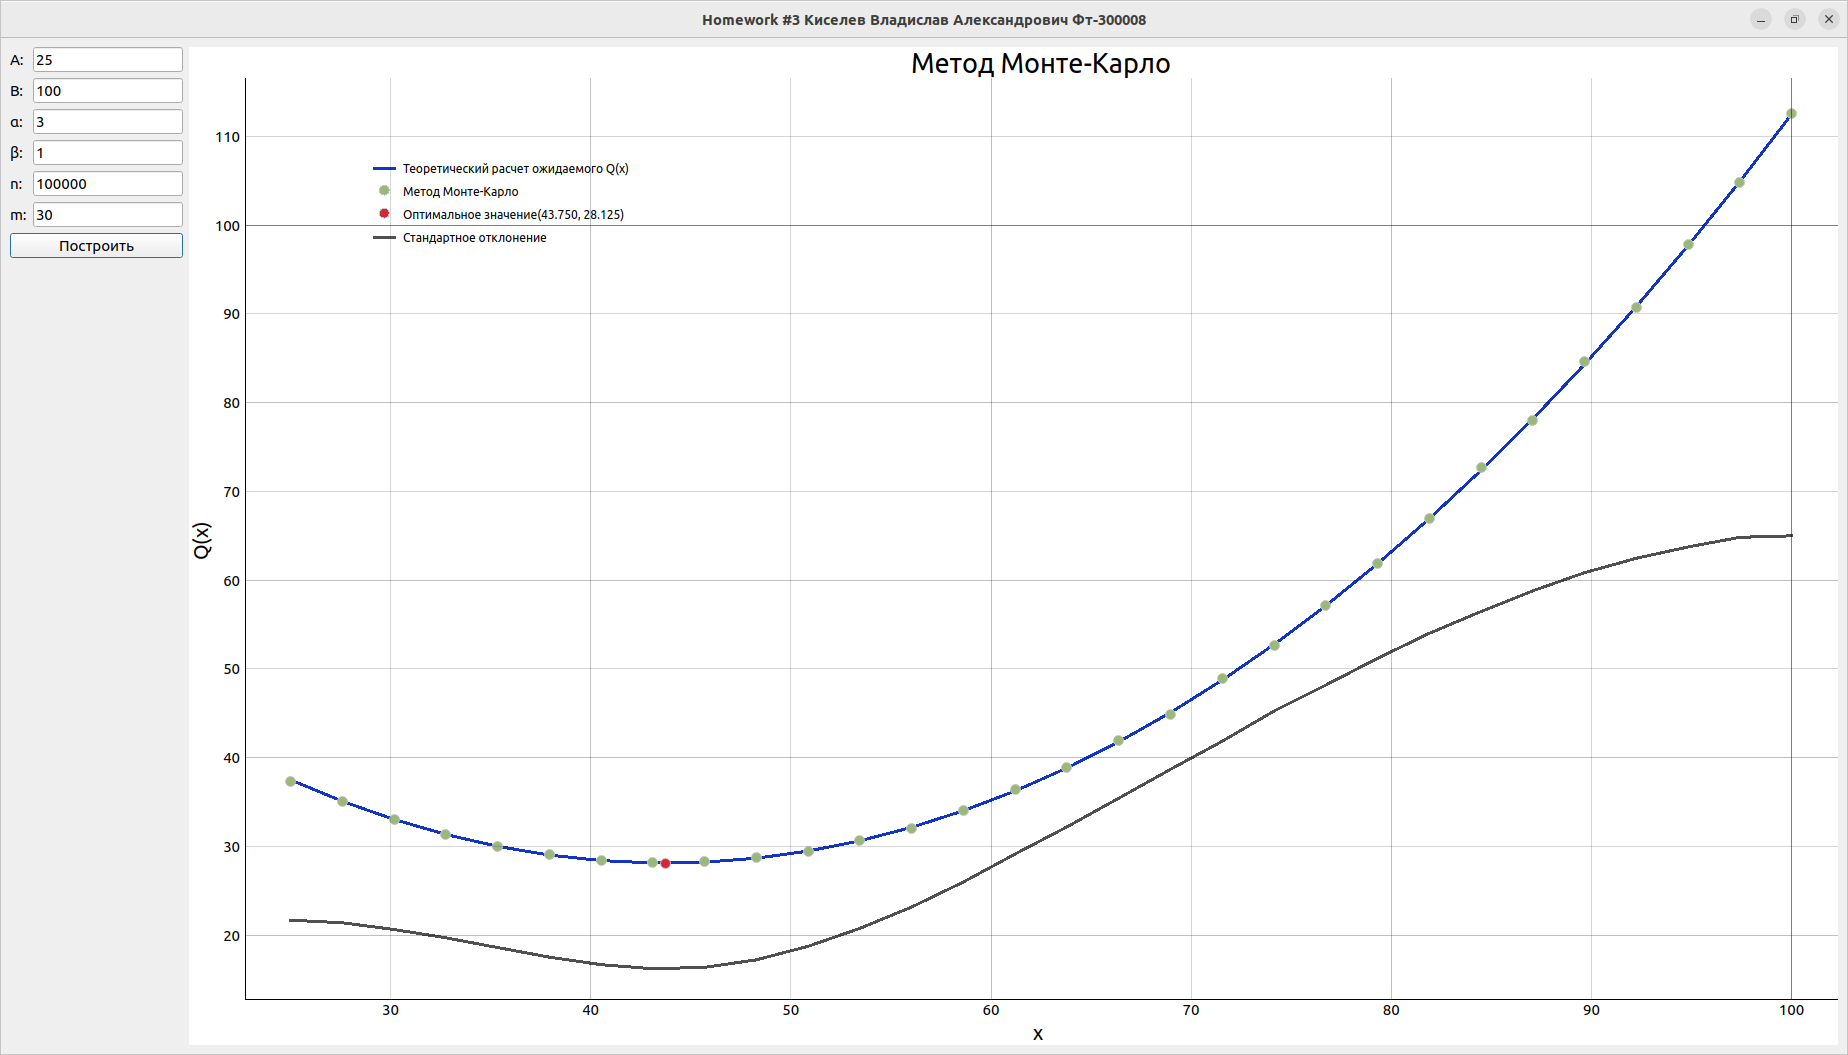 Homework #3 Киселев Владислав Александрович Фт-300008
A: 25
B: 100
α: 3
β: 1
n: 100000
m: 30
Построить
Метод Монте-Карло
Теоретический расчет ожидаемого Q(x)
Метод Монте-Карло
Оптимальное значение(43.750, 28.125)
Стандартное отклонение
110
100
90
80
70
60
50
40
30
20
Q(x)
30 40 50 60 70 80 90 100
x